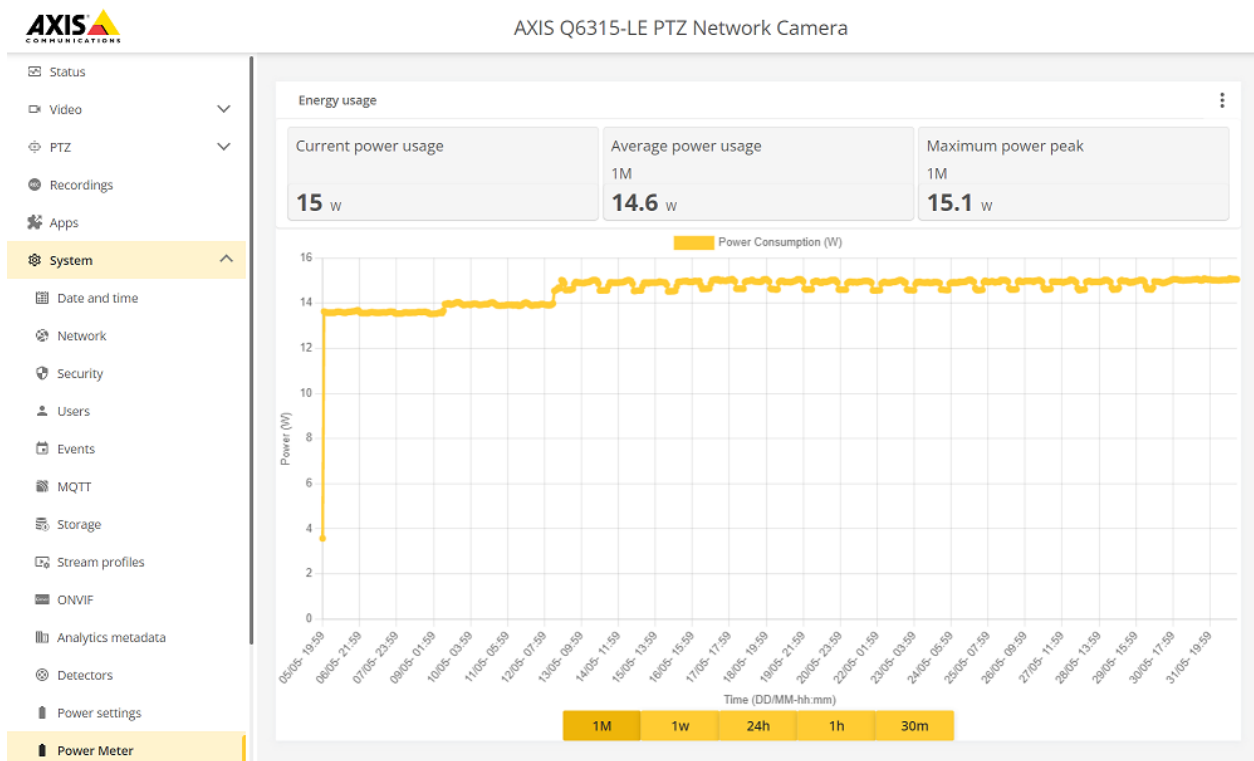 AXIS
COMMUNICATIONS
AXIS Q6315-LE PTZ Network Camera
Status
Video
PTZ
Recordings
Apps
System
Date and time
Network
Security
Users
Events
MQTT
Storage
Stream profiles
ONVIF
Analytics metadata
Detectors
Power settings
Power Meter
Energy usage
Current power usage
15 W
Average power usage
1M
14.6 W
Maximum power peak
1M
15.1 W
Power Consumption (W)
16
14
12
10
8
6
4
2
0
Power (W)
05/05- 19:59
06/05- 21:59
07/05- 23:59
09/05- 01:59
10/05- 03:59
11/05- 05:59
12/05- 07:59
13/05- 09:59
14/05- 11:59
15/05- 13:59
16/05- 15:59
17/05- 17:59
18/05- 19:59
19/05- 21:59
20/05- 23:59
22/05- 01:59
23/05- 03:59
24/05- 05:59
25/05- 07:59
26/05- 09:59
27/05- 11:59
28/05- 13:59
29/05- 15:59
30/05- 17:59
31/05- 19:59
Time (DD/MM-hh:mm)
1M 1w 24h 1h 30m